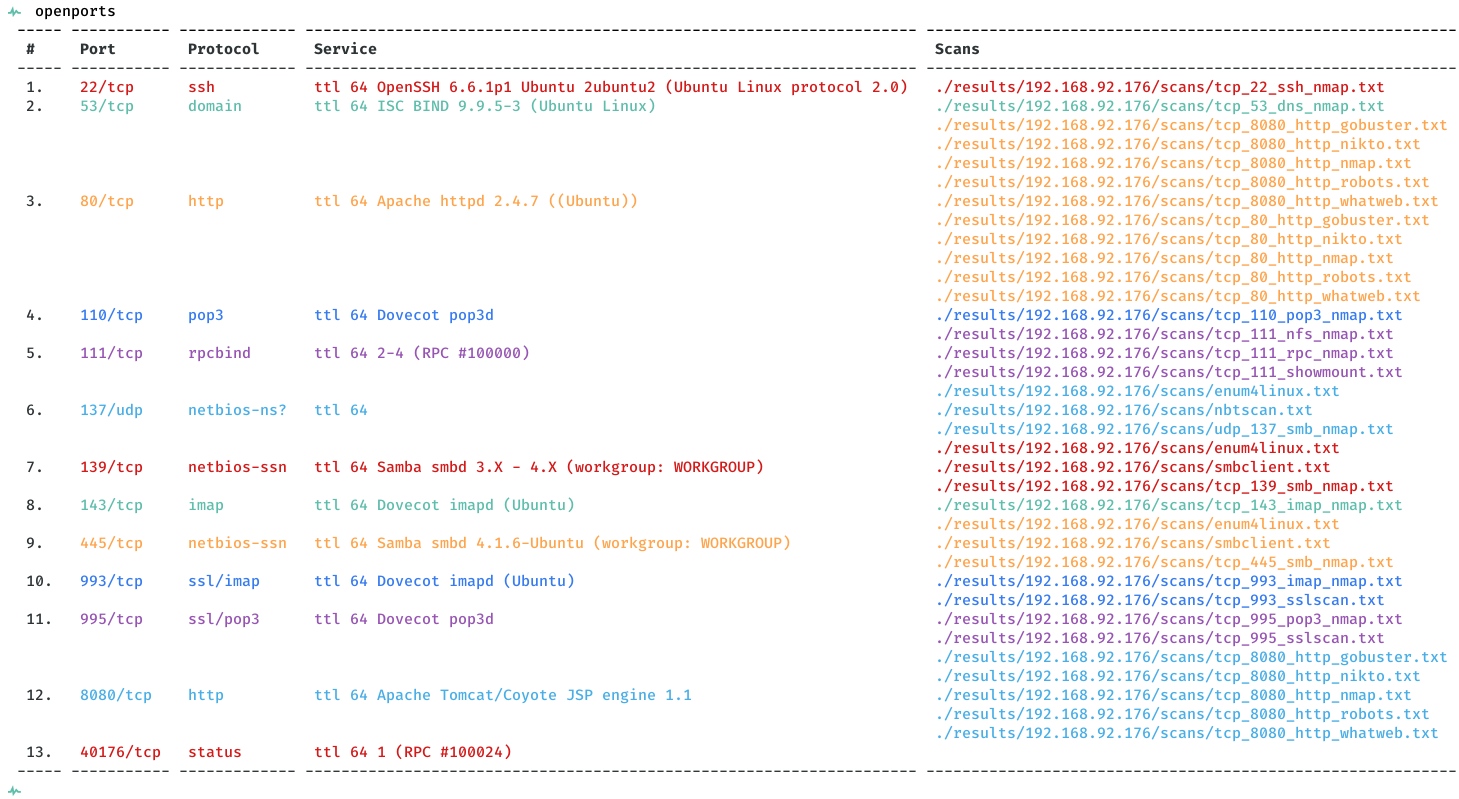 openports
----- ----------- ------------- -------------------------------------------------------------------- -----------------------------------------------------------
# Port Protocol Service Scans
----- ----------- ------------- -------------------------------------------------------------------- -----------------------------------------------------------
1. 22/tcp ssh ttl 64 OpenSSH 6.6.1p1 Ubuntu 2ubuntu2 (Ubuntu Linux protocol 2.0) ./results/192.168.92.176/scans/tcp_22_ssh_nmap.txt
2. 53/tcp domain ttl 64 ISC BIND 9.9.5-3 (Ubuntu Linux) ./results/192.168.92.176/scans/tcp_53_dns_nmap.txt
./results/192.168.92.176/scans/tcp_8080_http_gobuster.txt
./results/192.168.92.176/scans/tcp_8080_http_nikto.txt
./results/192.168.92.176/scans/tcp_8080_http_nmap.txt
./results/192.168.92.176/scans/tcp_8080_http_robots.txt
3. 80/tcp http ttl 64 Apache httpd 2.4.7 ((Ubuntu)) ./results/192.168.92.176/scans/tcp_8080_http_whatweb.txt
./results/192.168.92.176/scans/tcp_80_http_gobuster.txt
./results/192.168.92.176/scans/tcp_80_http_nikto.txt
./results/192.168.92.176/scans/tcp_80_http_nmap.txt
./results/192.168.92.176/scans/tcp_80_http_robots.txt
./results/192.168.92.176/scans/tcp_80_http_whatweb.txt
4. 110/tcp pop3 ttl 64 Dovecot pop3d ./results/192.168.92.176/scans/tcp_110_pop3_nmap.txt
./results/192.168.92.176/scans/tcp_111_nfs_nmap.txt
5. 111/tcp rpcbind ttl 64 2-4 (RPC #100000) ./results/192.168.92.176/scans/tcp_111_rpc_nmap.txt
./results/192.168.92.176/scans/tcp_111_showmount.txt
./results/192.168.92.176/scans/enum4linux.txt
6. 137/udp netbios-ns? ttl 64 ./results/192.168.92.176/scans/nbtscan.txt
./results/192.168.92.176/scans/udp_137_smb_nmap.txt
./results/192.168.92.176/scans/enum4linux.txt
7. 139/tcp netbios-ssn ttl 64 Samba smbd 3.X - 4.X (workgroup: WORKGROUP) ./results/192.168.92.176/scans/smbclient.txt
./results/192.168.92.176/scans/tcp_139_smb_nmap.txt
8. 143/tcp imap ttl 64 Dovecot imapd (Ubuntu) ./results/192.168.92.176/scans/tcp_143_imap_nmap.txt
./results/192.168.92.176/scans/enum4linux.txt
9. 445/tcp netbios-ssn ttl 64 Samba smbd 4.1.6-Ubuntu (workgroup: WORKGROUP) ./results/192.168.92.176/scans/smbclient.txt
./results/192.168.92.176/scans/tcp_445_smb_nmap.txt
10. 993/tcp ssl/imap ttl 64 Dovecot imapd (Ubuntu) ./results/192.168.92.176/scans/tcp_993_imap_nmap.txt
./results/192.168.92.176/scans/tcp_993_sslscan.txt
11. 995/tcp ssl/pop3 ttl 64 Dovecot pop3d ./results/192.168.92.176/scans/tcp_995_pop3_nmap.txt
./results/192.168.92.176/scans/tcp_995_sslscan.txt
./results/192.168.92.176/scans/tcp_8080_http_gobuster.txt
./results/192.168.92.176/scans/tcp_8080_http_nikto.txt
12. 8080/tcp http ttl 64 Apache Tomcat/Coyote JSP engine 1.1 ./results/192.168.92.176/scans/tcp_8080_http_nmap.txt
./results/192.168.92.176/scans/tcp_8080_http_robots.txt
./results/192.168.92.176/scans/tcp_8080_http_whatweb.txt
13. 40176/tcp status ttl 64 1 (RPC #100024)
----- ----------- ------------- -------------------------------------------------------------------- -----------------------------------------------------------